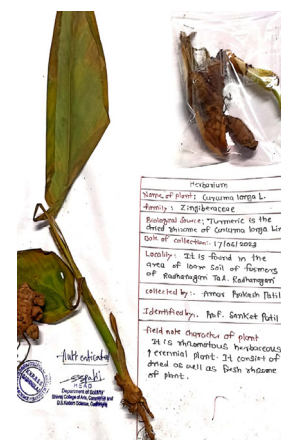 Herbarium
Name of plant: Curcuma longa L.
family: Zingiberaceae
Biological Source: Turmeric is the
dried rhizome of Curcuma longa Lin
Date of collection:- 17/06/2023
Locality: It is found in the
area of loam soil of farmers
of Radhanagari Tal. Radhanagari
collected by:- Amar Prakash Patil
Identified by:. Prof. Sanket Patil
field note character of plant
It is rhizomatous herbaceous
perennial plant. It consist of
dried as well as fresh rhizome
of plant.
HEAD
Department of Botany